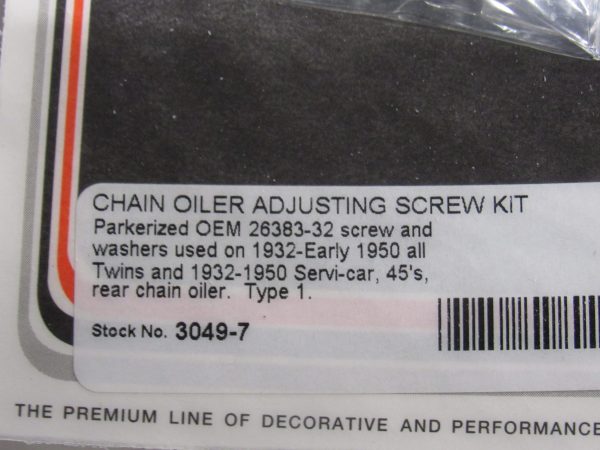 CHAIN OILER ADJUSTING SCREW KIT
Parkerized OEM 26383-32 screw and
washers used on 1932-Early 1950 all
Twins and 1932-1950 Servi-car, 45's,
rear chain oiler. Type 1.
Stock No. 3049-7
THE PREMIUM LINE OF DECORATIVE AND PERFORMANCE